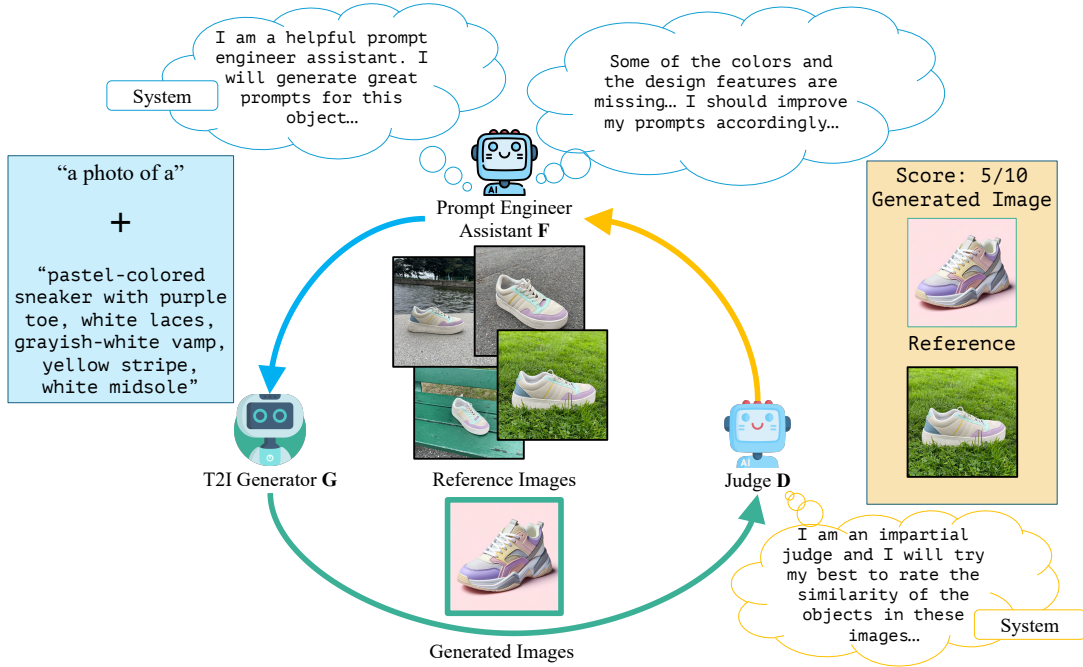 I am a helpful prompt
engineer assistant. I
will generate great
prompts for this
object…
System
Some of the colors and
the design features are
missing… I should improve
my prompts accordingly…
AI
Prompt Engineer
Assistant F
“a photo of a”
+
“pastel-colored
sneaker with purple
toe, white laces,
grayish-white vamp,
yellow stripe,
white midsole”
Score: 5/10
Generated Image
Reference
T2I Generator G
Reference Images
AI
Judge D
I am an impartial
judge and I will try
my best to rate the
similarity of the
objects in these
images…
System
Generated Images